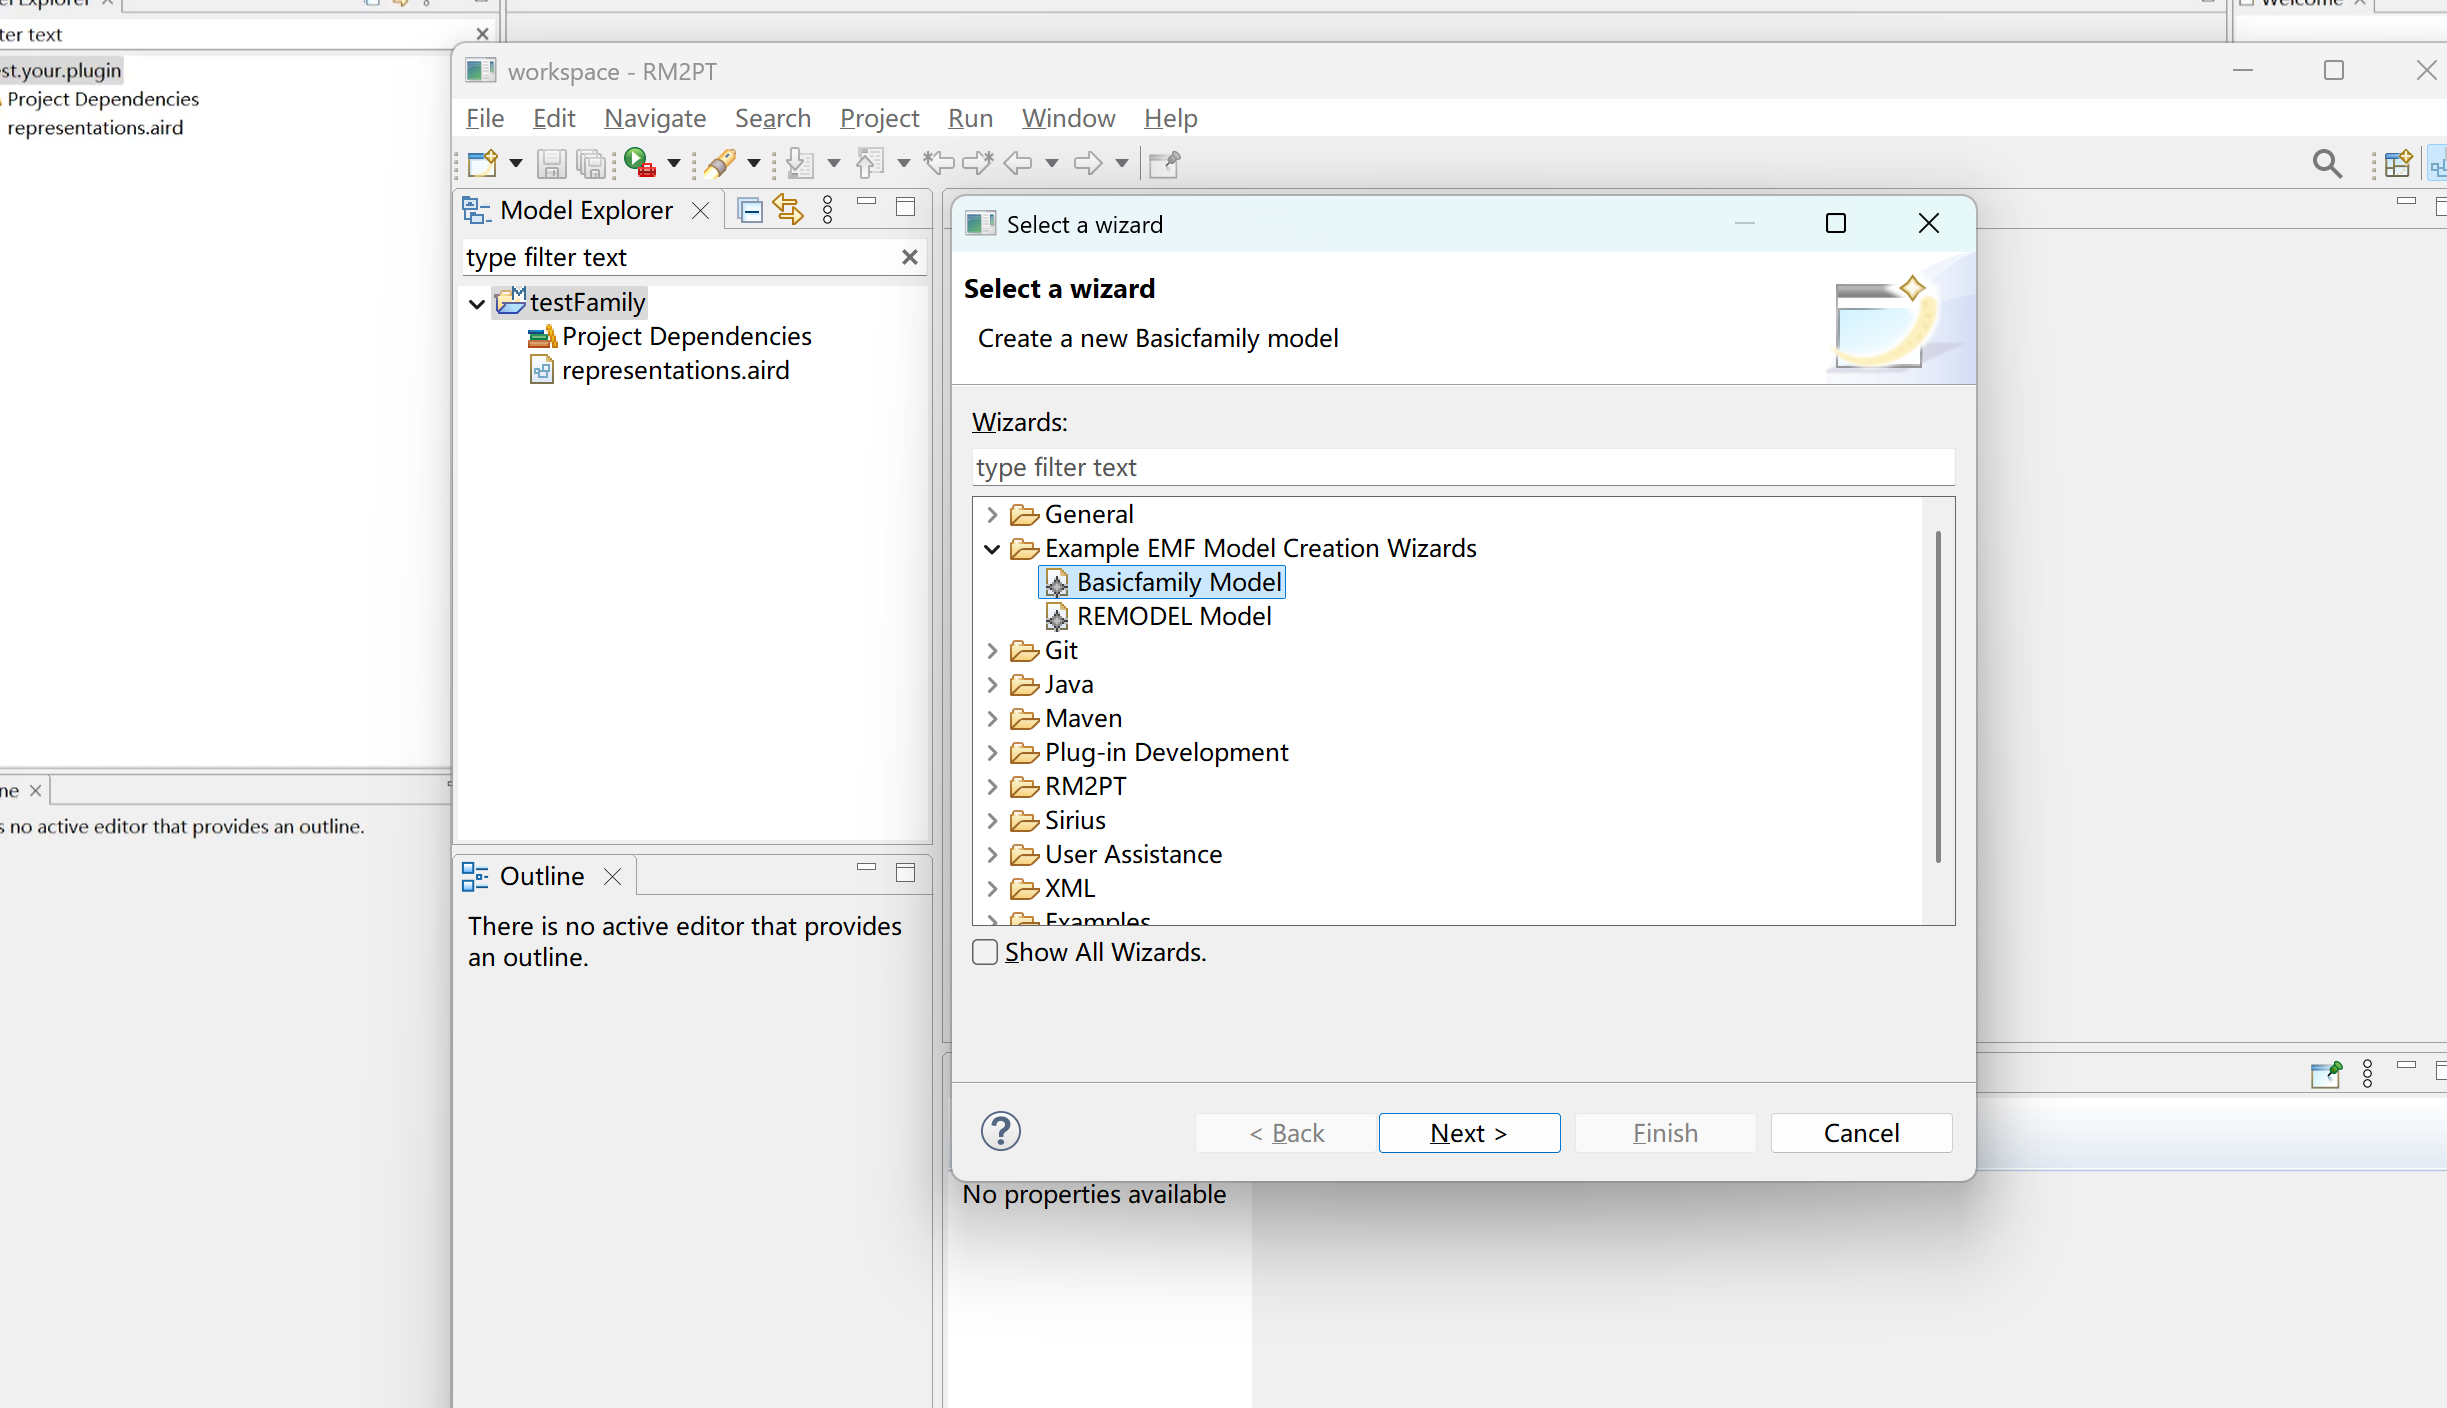 ter text
st.your.plugin
Project Dependencies
representations.aird
s no active editor that provides an outline.
workspace - RM2PT
File Edit Navigate Search Project Run Window Help
Model Explorer
type filter text
testFamily
Project Dependencies
representations.aird
Outline
There is no active editor that provides
an outline.
Select a wizard
Select a wizard
Create a new Basicfamily model
Wizards:
type filter text
General
Example EMF Model Creation Wizards
Basicfamily Model
REMODEL Model
Git
Java
Maven
Plug-in Development
RM2PT
Sirius
User Assistance
XML
Examples
Show All Wizards.
< Back Next > Finish Cancel
No properties available